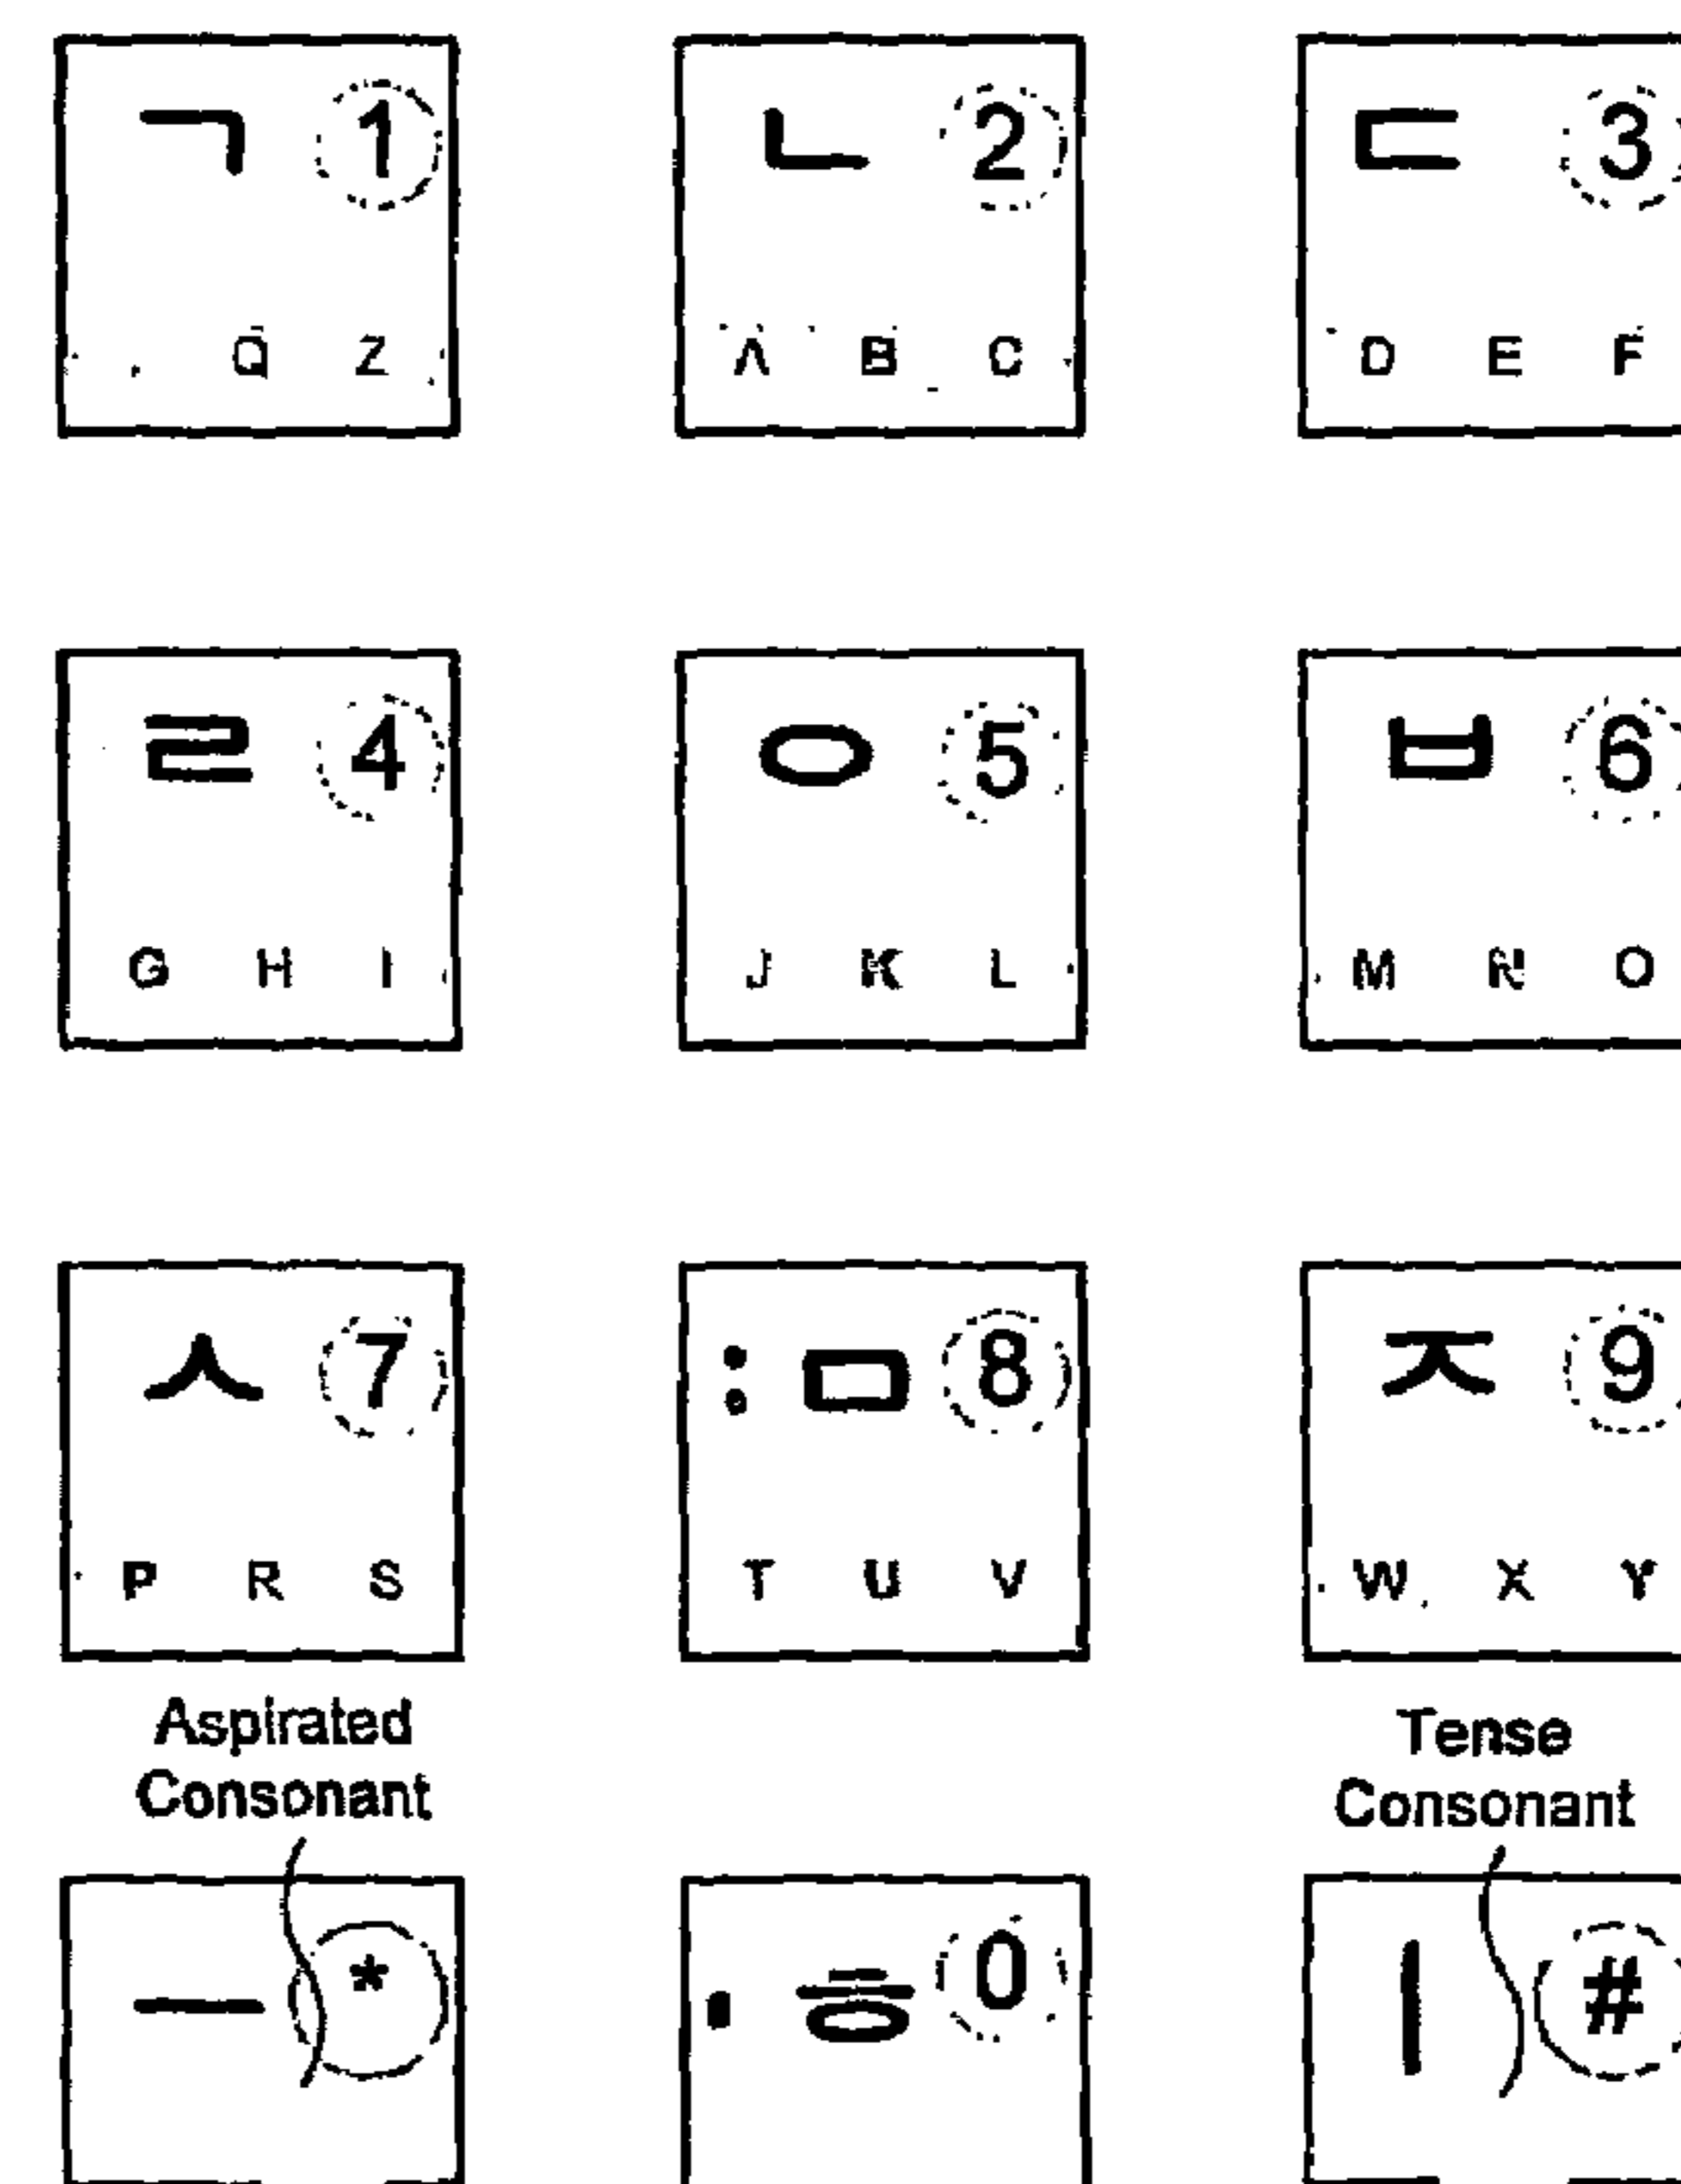 ㄱ 1
Q Z
ㄴ 2
A B C
ㄷ 3
D E F
ㄹ 4
G H I
ㅇ 5
J K L
ㅂ 6
M N O
ㅅ 7
P R S
: ㅁ 8
T U V
ㅈ 9
W X Y
Aspirated
Consonant
Tense
Consonant
ㅡ *
· ㅎ 0
ㅣ #